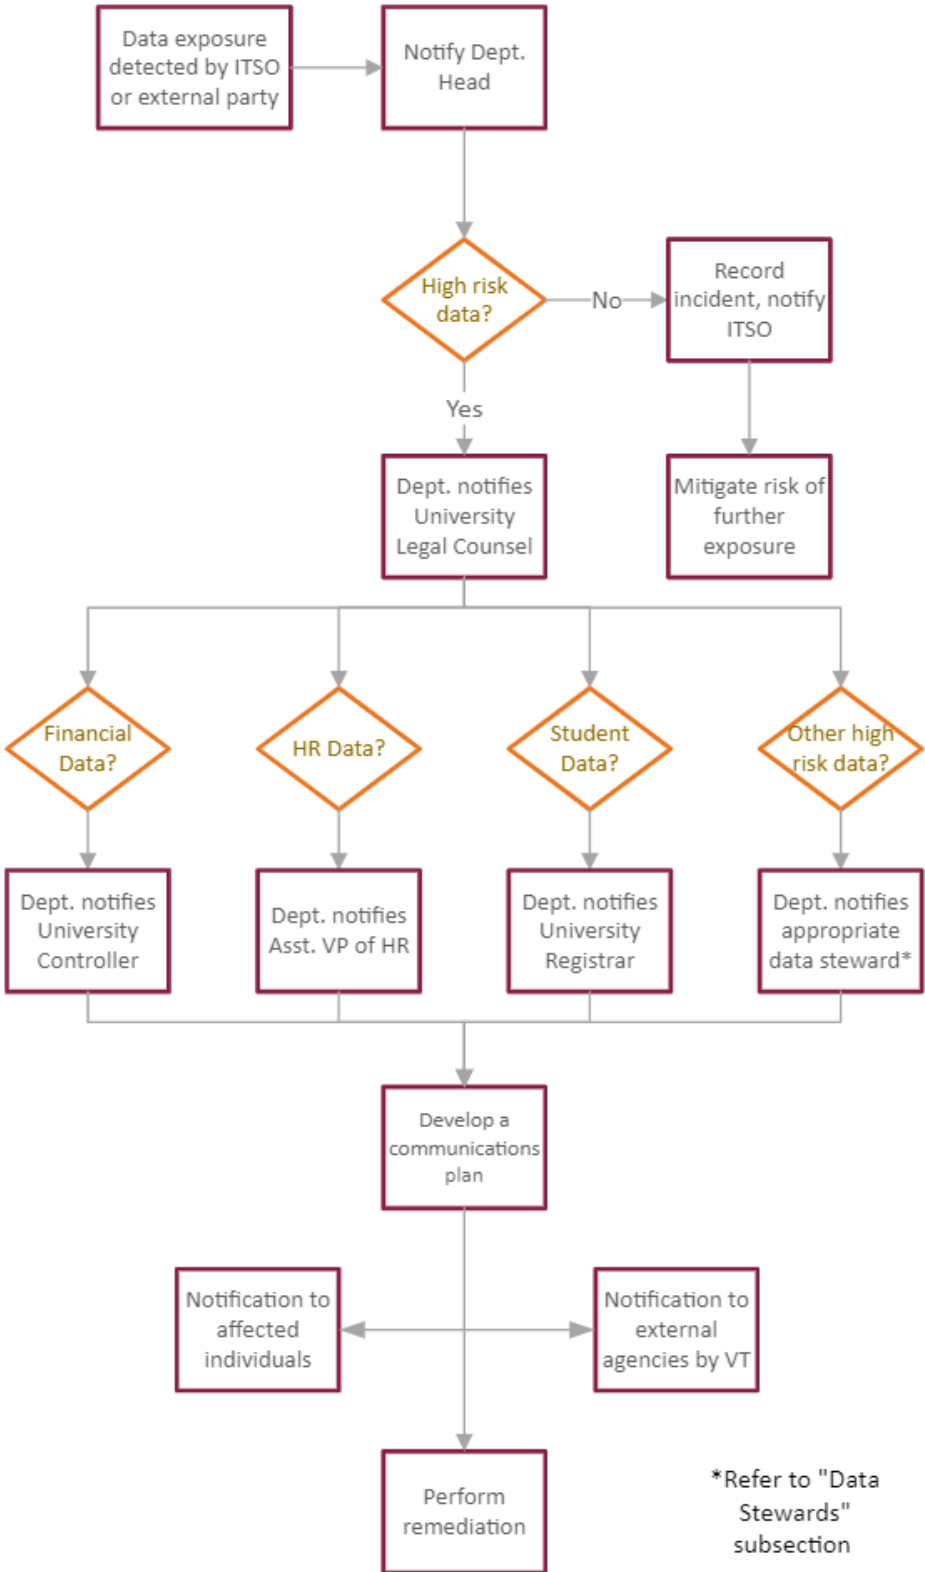 Data exposure
detected by ITSO
or external party
Notify Dept.
Head
High risk
data?
No
Record
incident, notify
ITSO
Yes
Dept. notifies
University
Legal Counsel
Mitigate risk of
further
exposure
Financial
Data?
HR Data?
Student
Data?
Other high
risk data?
Dept. notifies
University
Controller
Dept. notifies
Asst. VP of HR
Dept. notifies
University
Registrar
Dept. notifies
appropriate
data steward*
Develop a
communications
plan
Notification to
affected
individuals
Notification to
external
agencies by VT
Perform
remediation
*Refer to "Data
Stewards"
subsection